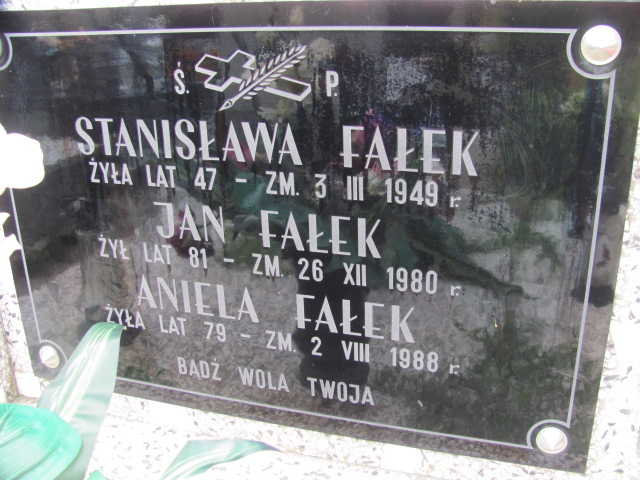 Ś. P.
STANISŁAWA FAŁEK
ŻYŁA LAT 47 - ZM. 3 III 1949 r.
JAN FAŁEK
ŻYŁ LAT 81 - ZM. 26 XII 1980 r.
ANIELA FAŁEK
ŻYŁA LAT 79 - ZM. 2 VIII 1988 r.
BĄDŹ WOLA TWOJA